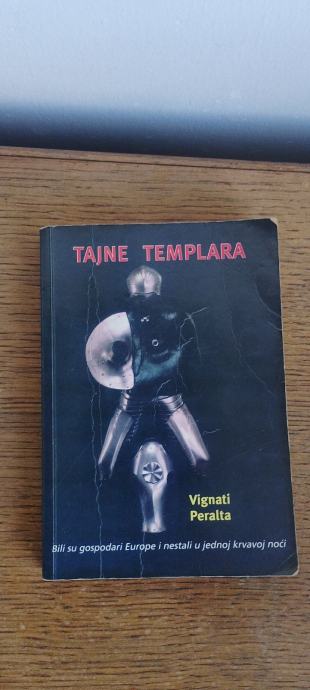 TAJNE TEMPLARA
Vignati
Peralta
Bili su gospodari Europe i nestali u jednoj krvavoj noći